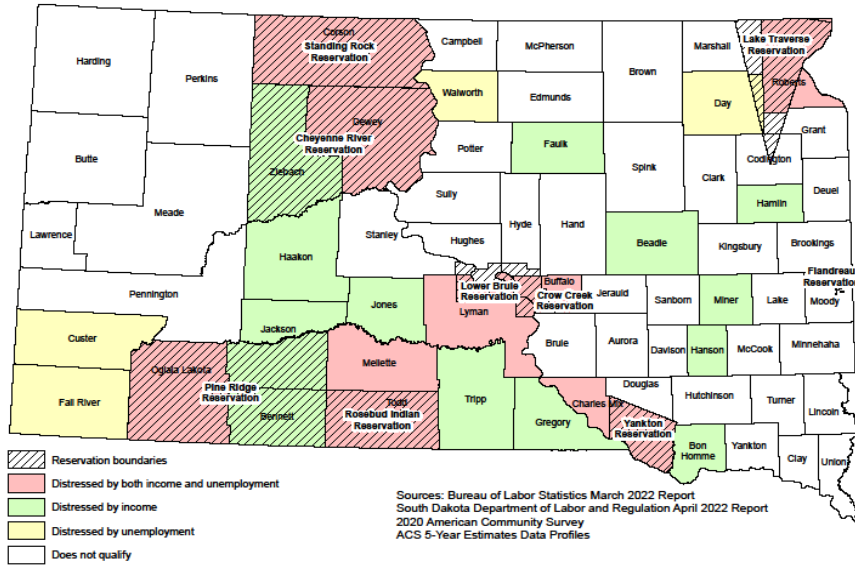 Harding
Perkins
Corson
Standing Rock
Reservation
Campbell
McPherson
Brown
Marshall
Lake Traverse
Reservation
Roberts
Walworth
Edmunds
Day
Grant
Dewey
Cheyenne River
Reservation
Ziebach
Butte
Meade
Potter
Faulk
Spink
Clark
Codington
Deuel
Hamlin
Lawrence
Sully
Stanley
Hughes
Hyde
Hand
Beadle
Kingsbury
Brookings
Haakon
Pennington
Jones
Lower Brule
Reservation
Lyman
Buffalo
Crow Creek
Reservation
Jerauld
Sanborn
Miner
Lake
Flandreau
Reservation
Moody
Custer
Jackson
Mellette
Brule
Aurora
Davison
Hanson
McCook
Minnehaha
Oglala Lakota
Fall River
Pine Ridge
Reservation
Bennett
Todd
Rosebud Indian
Reservation
Tripp
Gregory
Charles Mix
Douglas
Hutchinson
Turner
Lincoln
Yankton
Reservation
Bon
Homme
Yankton
Clay
Union
Reservation boundaries
Distressed by both income and unemployment
Distressed by income
Distressed by unemployment
Does not qualify
Sources: Bureau of Labor Statistics March 2022 Report
South Dakota Department of Labor and Regulation April 2022 Report
2020 American Community Survey
ACS 5-Year Estimates Data Profiles